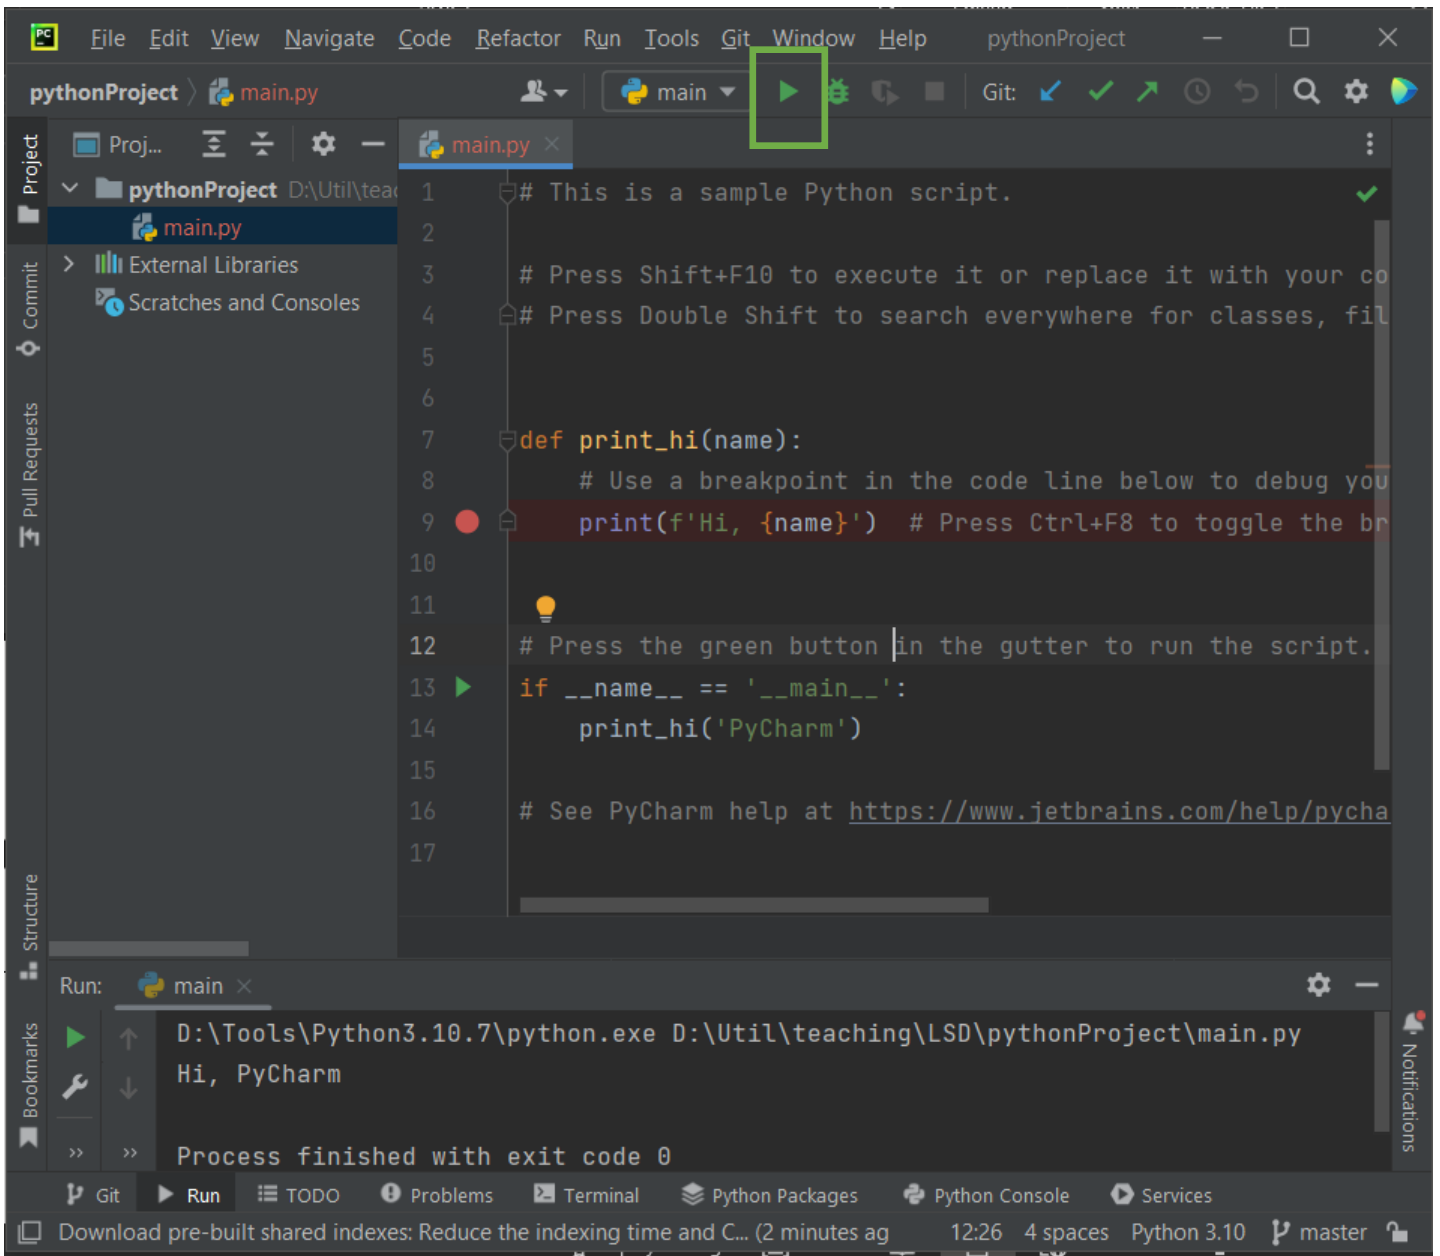 PC File Edit View Navigate Code Refactor Run Tools Git Window Help pythonProject
pythonProject main.py main Git:
Project
Commit
Pull Requests
Structure
Bookmarks
Proj...
pythonProject D:\Util\tea
main.py
External Libraries
Scratches and Consoles
main.py
1 # This is a sample Python script.
2
3 # Press Shift+F10 to execute it or replace it with your co
4 # Press Double Shift to search everywhere for classes, fil
5
6
7 def print_hi(name):
8 # Use a breakpoint in the code line below to debug you
9 print(f'Hi, {name}') # Press Ctrl+F8 to toggle the br
10
11
12 # Press the green button in the gutter to run the script.
13 if __name__ == '__main__':
14 print_hi('PyCharm')
15
16 # See PyCharm help at https://www.jetbrains.com/help/pycha
17
Run: main
D:\Tools\Python3.10.7\python.exe D:\Util\teaching\LSD\pythonProject\main.py
Hi, PyCharm
Process finished with exit code 0
Notifications
Git Run TODO Problems Terminal Python Packages Python Console Services
Download pre-built shared indexes: Reduce the indexing time and C... (2 minutes ag 12:26 4 spaces Python 3.10 master